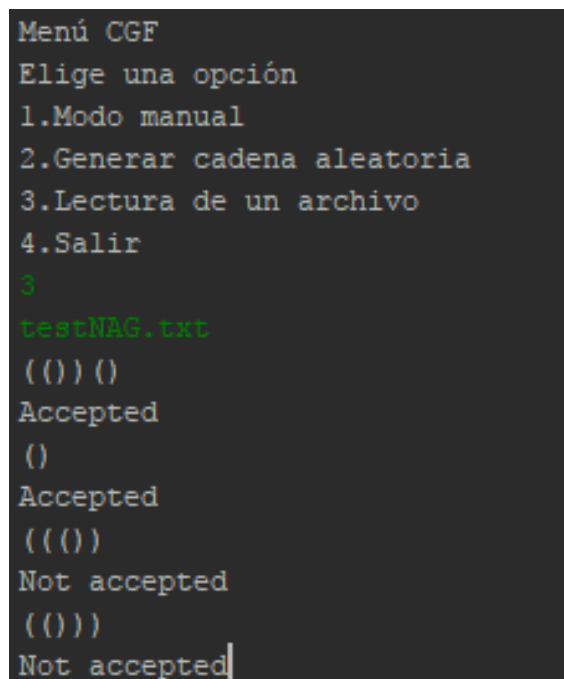 Menú CGF
Elige una opción
1.Modo manual
2.Generar cadena aleatoria
3.Lectura de un archivo
4.Salir
3
testNAG.txt
(())()
Accepted
()
Accepted
((())
Not accepted
(()))
Not accepted